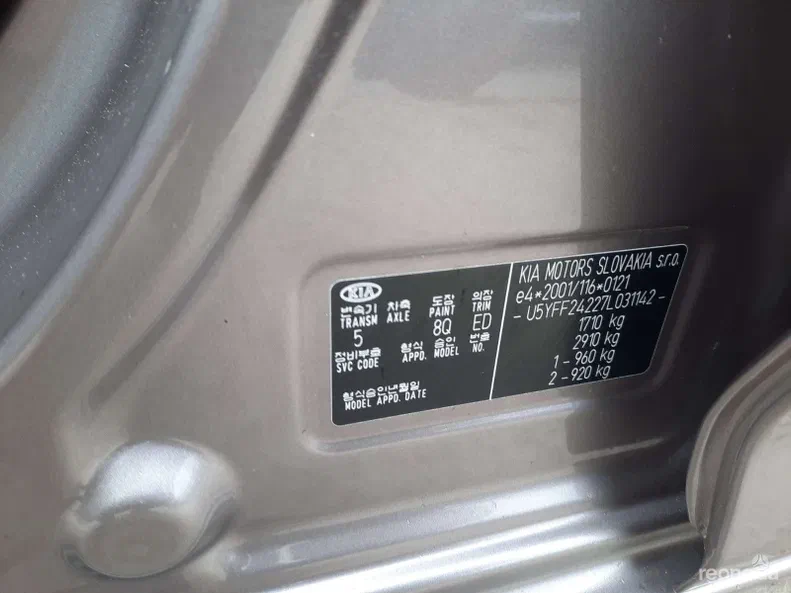 KIA
변속기 차축 도장 의장
TRANSM AXLE PAINT TRIM
5 8Q ED
정비부호 형식 승인 번호
SVC CODE APPD. MODEL NO.
형식승인년월일
MODEL APPD. DATE
KIA MOTORS SLOVAKIA s.r.o.
e4*2001/116*0121
- U5YFF24227L031142 -
1710 kg
2910 kg
1 - 960 kg
2 - 920 kg